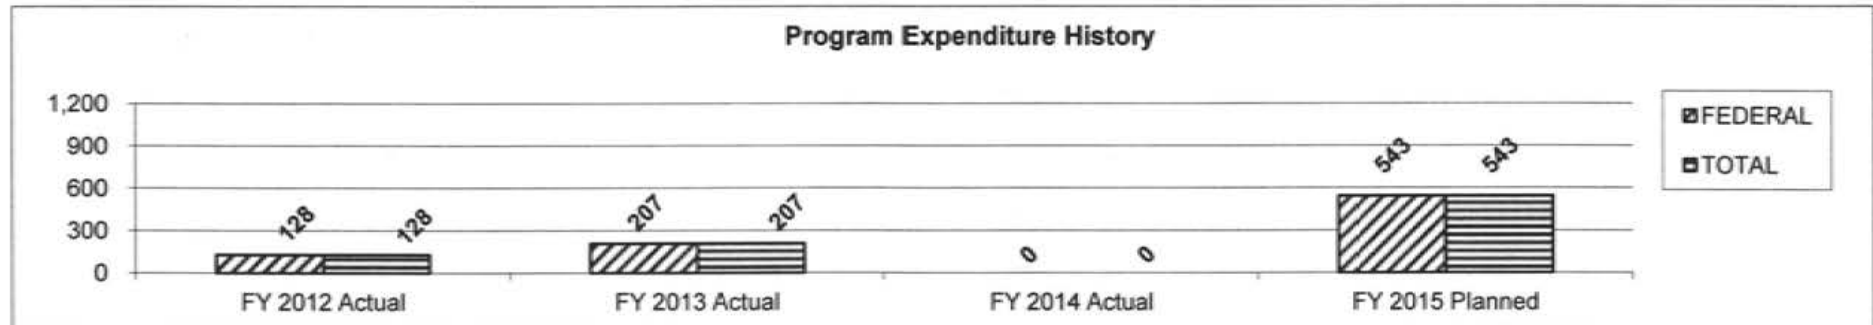 Program Expenditure History
1,200
900
600
300
0
128
128
207
207
0
0
543
543
FY 2012 Actual
FY 2013 Actual
FY 2014 Actual
FY 2015 Planned
FEDERAL
TOTAL